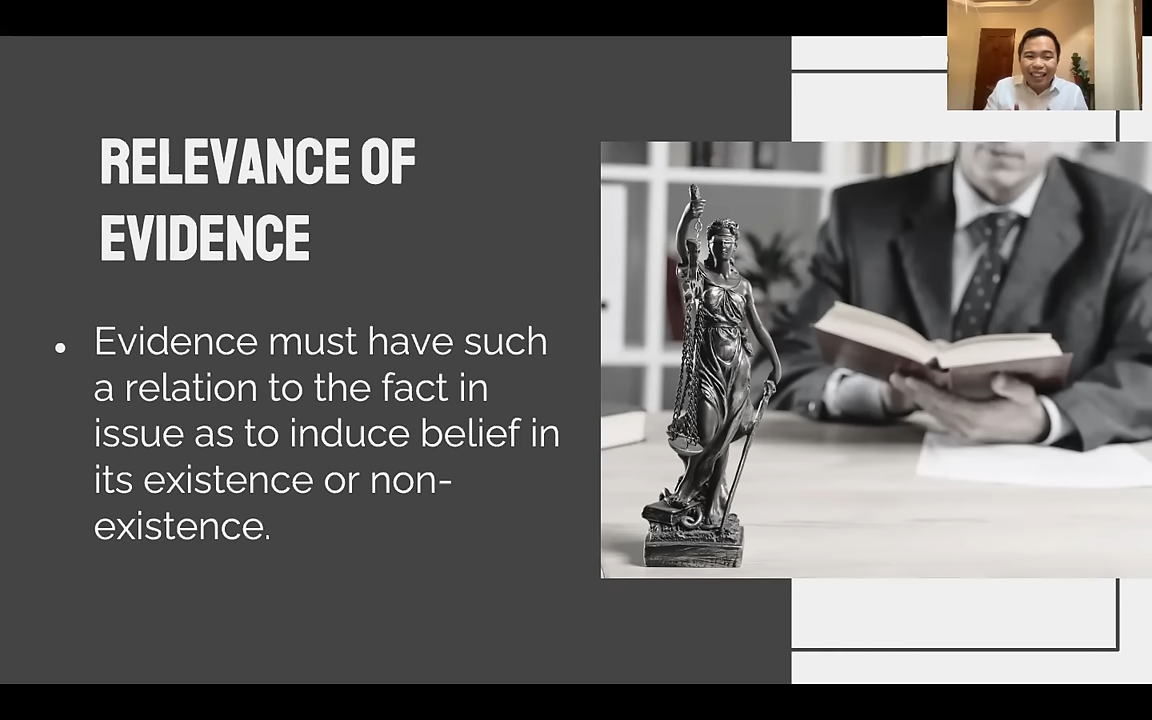 RELEVANCE OF
EVIDENCE
• Evidence must have such
a relation to the fact in
issue as to induce belief in
its existence or non-
existence.